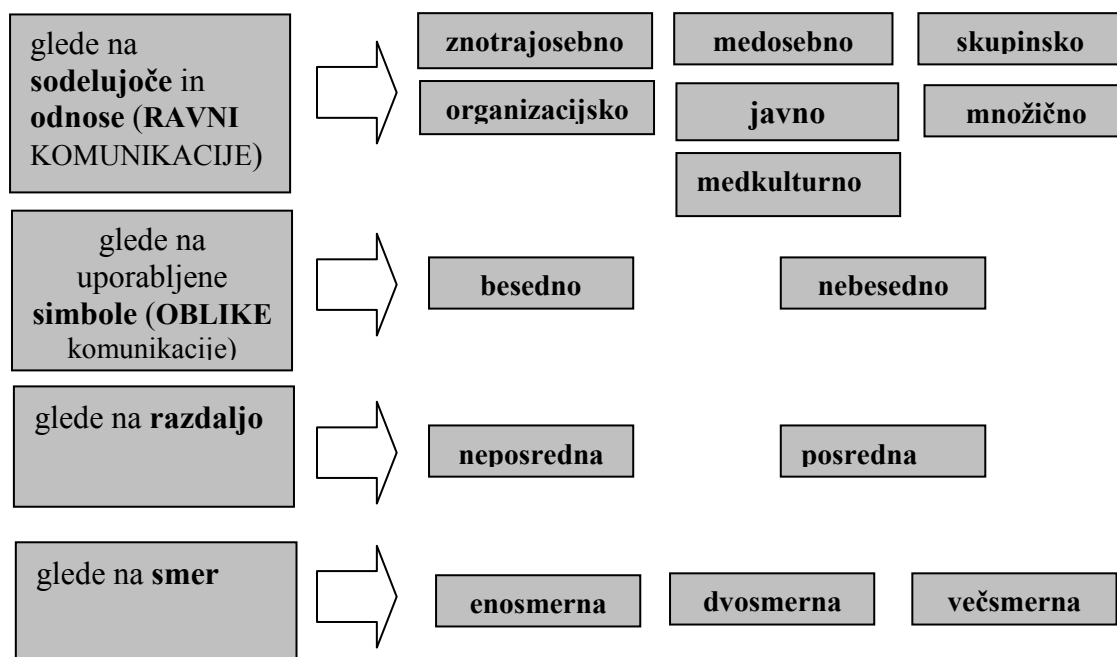 glede na
sodelujoče in
odnose (RAVNI
KOMUNIKACIJE)
znotrajosebno
medosebno
skupinsko
organizacijsko
javno
množično
medkulturno
glede na
uporabljene
simbole (OBLIKE
komunikacije)
besedno
nebesedno
glede na razdaljo
neposredna
posredna
glede na smer
enosmerna
dvosmerna
večsmerna